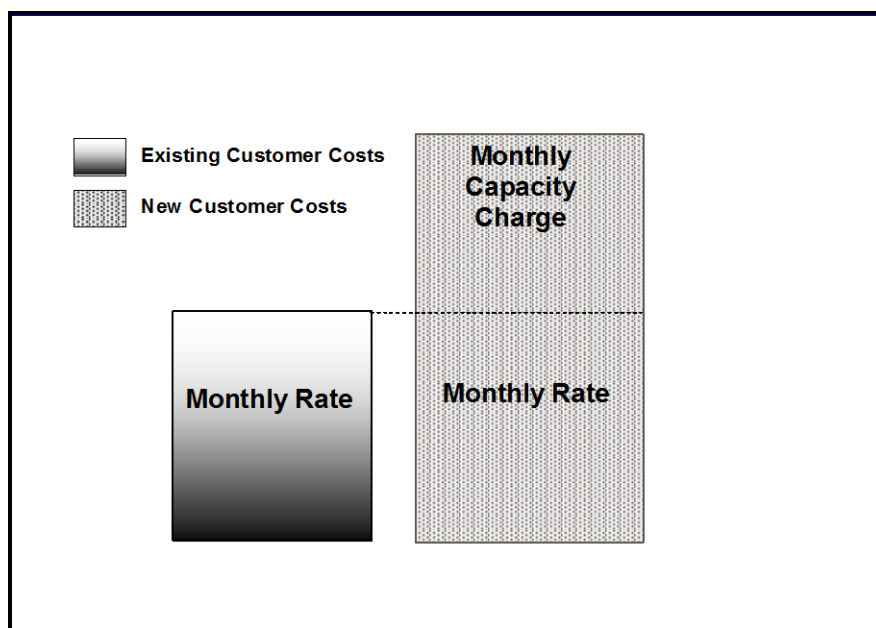 Existing Customer Costs
New Customer Costs
Monthly
Capacity
Charge
Monthly Rate
Monthly Rate